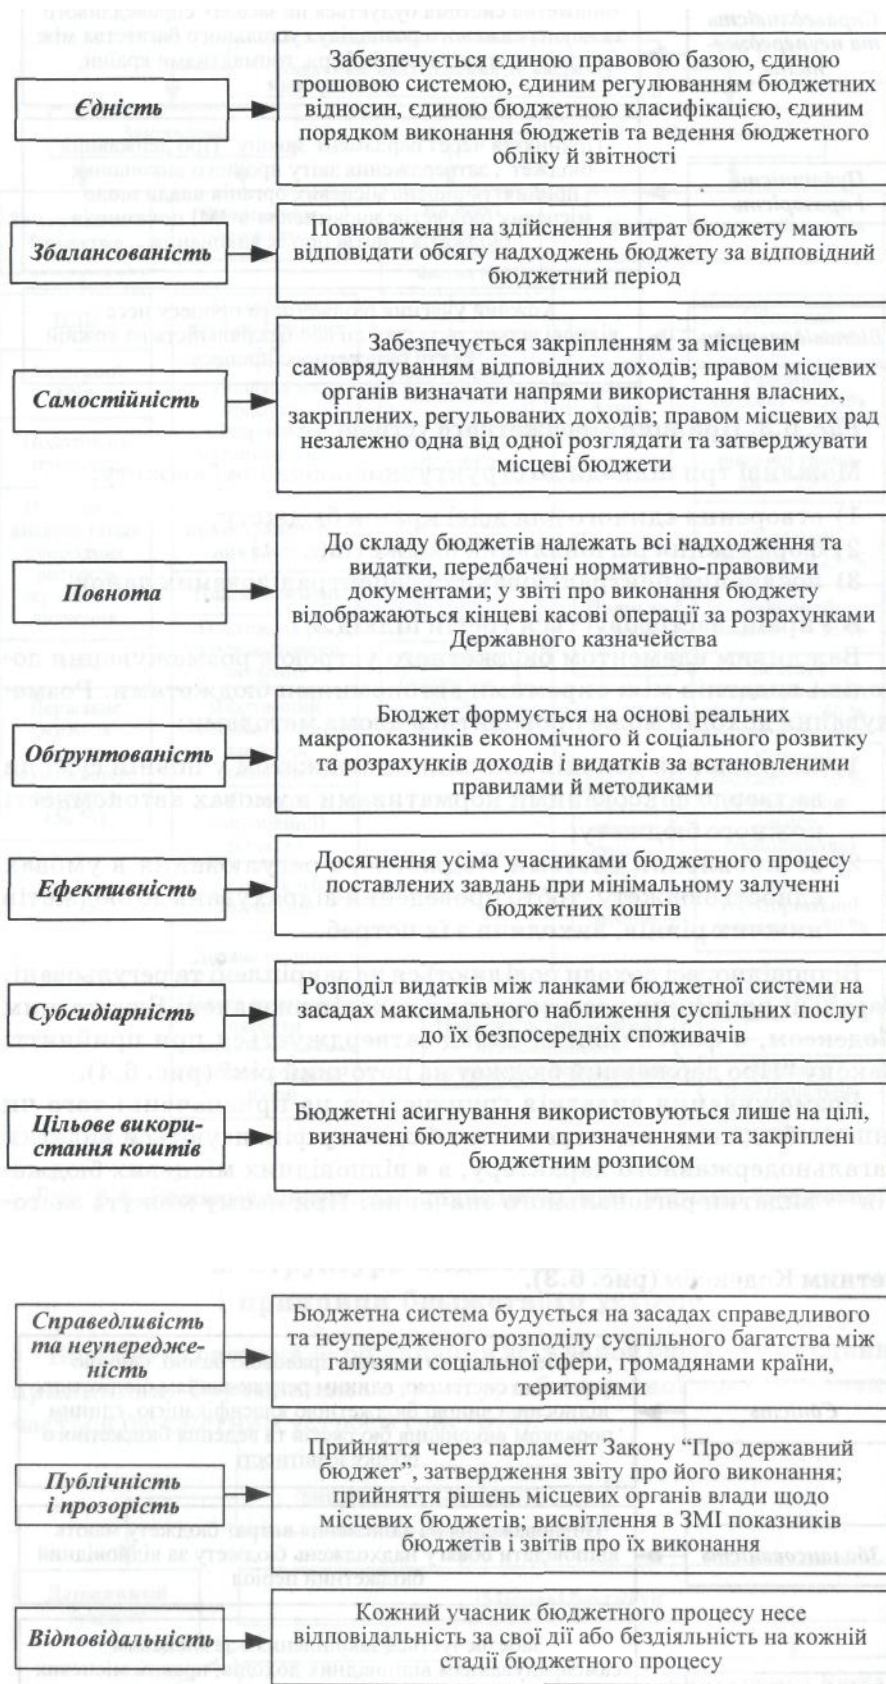 Єдність
Забезпечується єдиною правовою базою, єдиною
грошовою системою, єдиним регулюванням бюджетних
відносин, єдиною бюджетною класифікацією, єдиним
порядком виконання бюджетів та ведення бюджетного
обліку й звітності
Збалансованість
Повноваження на здійснення витрат бюджету мають
відповідати обсягу надходжень бюджету за відповідний
бюджетний період
Самостійність
Забезпечується закріпленням за місцевим
самоврядуванням відповідних доходів; правом місцевих
органів визначати напрями використання власних,
закріплених, регульованих доходів; правом місцевих рад
незалежно одна від одної розглядати та затверджувати
місцеві бюджети
Повнота
До складу бюджетів належать всі надходження та
видатки, передбачені нормативно-правовими
документами; у звіті про виконання бюджету
відображаються кінцеві касові операції за розрахунками
Державного казначейства
Обґрунтованість
Бюджет формується на основі реальних
макропоказників економічного й соціального розвитку
та розрахунків доходів і видатків за встановленими
правилами й методиками
Ефективність
Досягнення усіма учасниками бюджетного процесу
поставлених завдань при мінімальному залученні
бюджетних коштів
Субсидіарність
Розподіл видатків між ланками бюджетної системи на
засадах максимального наближення суспільних послуг
до їх безпосередніх споживачів
Цільове викори-
стання коштів
Бюджетні асигнування використовуються лише на цілі,
визначені бюджетними призначеннями та закріплені
бюджетним розписом
етним Кодексом (рис. 6.3).
Справедливість
та неупередже-
ність
Бюджетна система будується на засадах справедливого
та неупередженого розподілу суспільного багатства між
галузями соціальної сфери, громадянами країни,
територіями
Публічність
і прозорість
Прийняття через парламент Закону “Про державний
бюджет”, затвердження звіту про його виконання;
прийняття рішень місцевих органів влади щодо
місцевих бюджетів; висвітлення в ЗМІ показників
бюджетів і звітів про їх виконання
Відповідальність
Кожний учасник бюджетного процесу несе
відповідальність за свої дії або бездіяльність на кожній
стадії бюджетного процесу